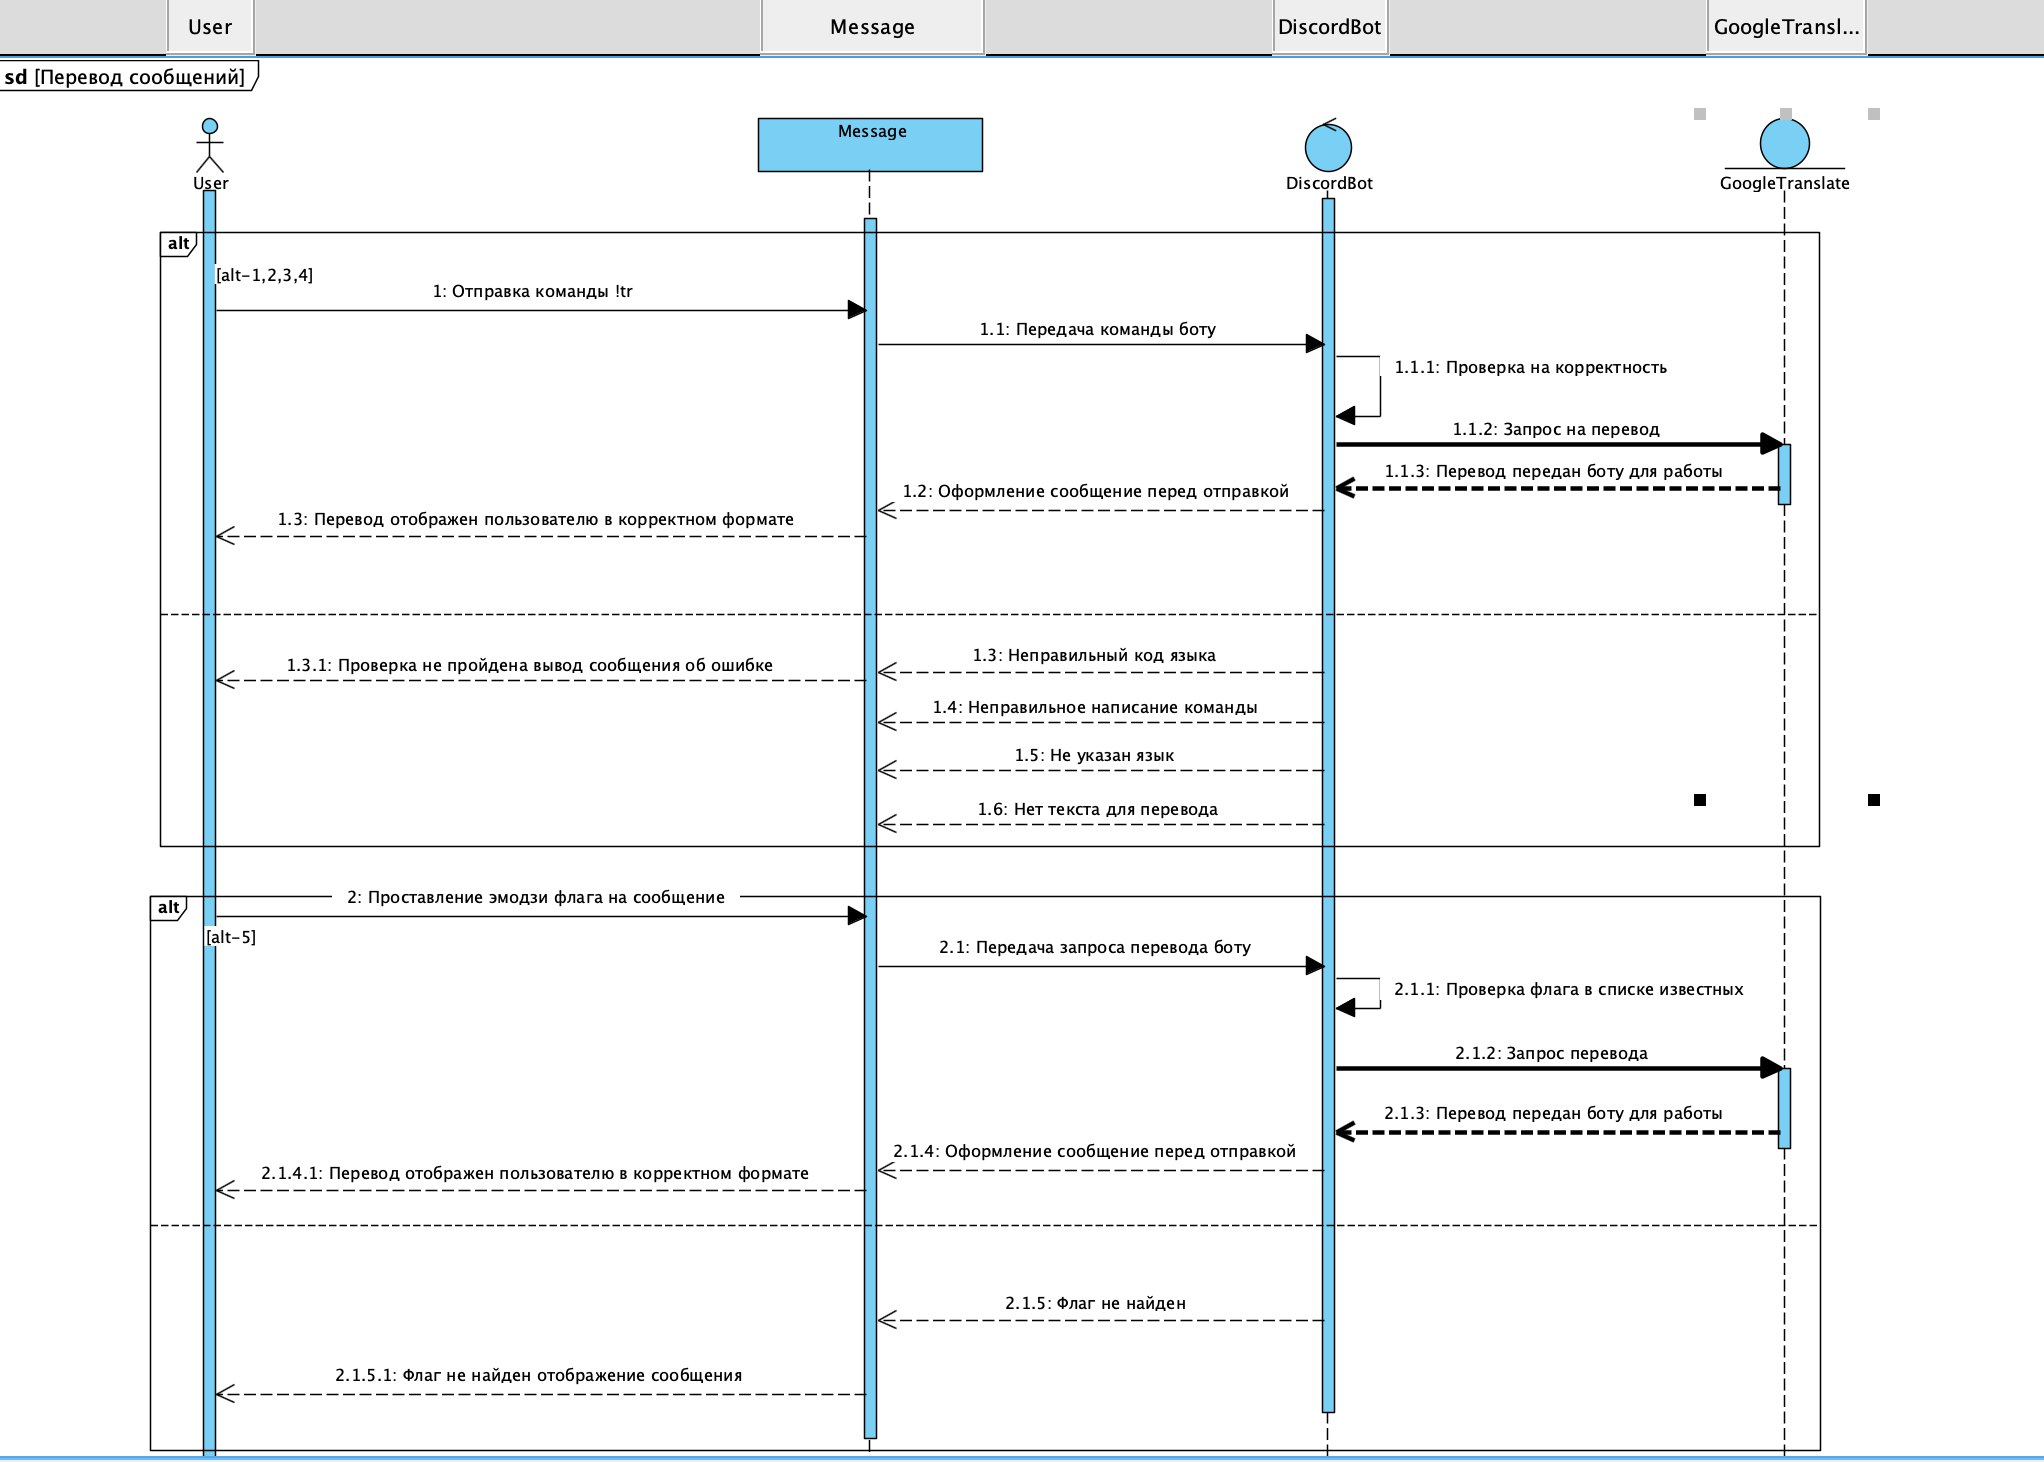 User
Message
DiscordBot
GoogleTransl...
sd [Перевод сообщений]
Message
User
DiscordBot
GoogleTranslate
alt
[alt-1,2,3,4]
1: Отправка команды !tr
1.1: Передача команды боту
1.1.1: Проверка на корректность
1.1.2: Запрос на перевод
1.1.3: Перевод передан боту для работы
1.2: Оформление сообщение перед отправкой
1.3: Перевод отображен пользователю в корректном формате
1.3: Неправильный код языка
1.3.1: Проверка не пройдена вывод сообщения об ошибке
1.4: Неправильное написание команды
1.5: Не указан язык
1.6: Нет текста для перевода
alt
2: Проставление эмодзи флага на сообщение
[alt-5]
2.1: Передача запроса перевода боту
2.1.1: Проверка флага в списке известных
2.1.2: Запрос перевода
2.1.3: Перевод передан боту для работы
2.1.4: Оформление сообщение перед отправкой
2.1.4.1: Перевод отображен пользователю в корректном формате
2.1.5: Флаг не найден
2.1.5.1: Флаг не найден отображение сообщения